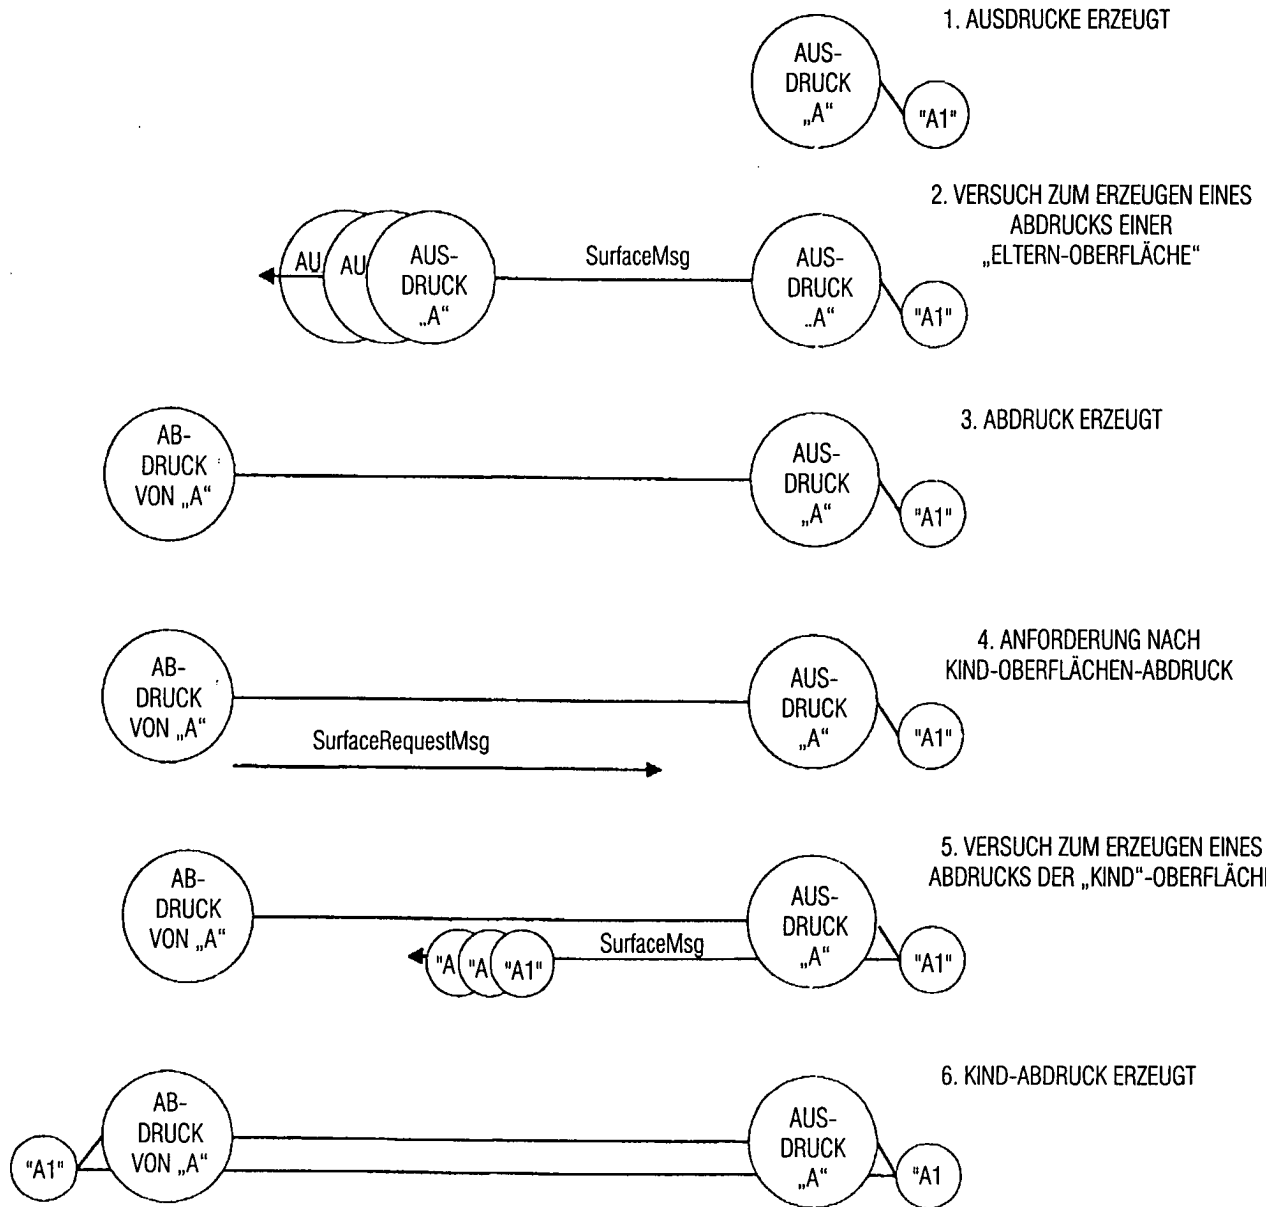 1. AUSDRUCKE ERZEUGT
AUS-
DRUCK
„A“
"A1"
2. VERSUCH ZUM ERZEUGEN EINES
ABDRUCKS EINER
„ELTERN-OBERFLÄCHE“
AU
AU
AUS-
DRUCK
„A“
SurfaceMsg
AUS-
DRUCK
„A“
"A1"
3. ABDRUCK ERZEUGT
AB-
DRUCK
VON „A“
AUS-
DRUCK
„A“
"A1"
4. ANFORDERUNG NACH
KIND-OBERFLÄCHEN-ABDRUCK
AB-
DRUCK
VON „A“
SurfaceRequestMsg
AUS-
DRUCK
„A“
"A1"
5. VERSUCH ZUM ERZEUGEN EINES
ABDRUCKS DER „KIND“-OBERFLÄCHE
AB-
DRUCK
VON „A“
"A
"A
"A1"
SurfaceMsg
AUS-
DRUCK
„A“
"A1"
6. KIND-ABDRUCK ERZEUGT
"A1"
AB-
DRUCK
VON „A“
AUS-
DRUCK
„A“
"A1